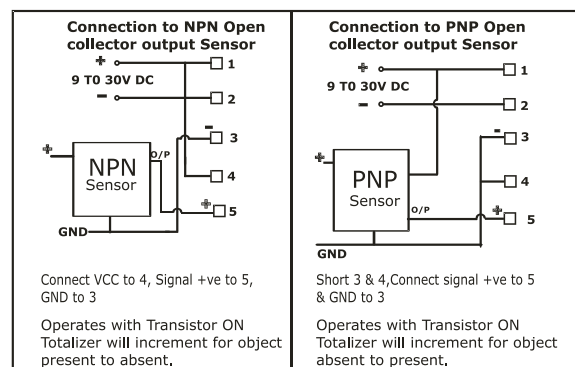 Connection to NPN Open
collector output Sensor
+
1
9 T0 30V DC
-
2
-
3
+
O/P
NPN
Sensor
4
+
5
GND
Connect VCC to 4, Signal +ve to 5,
GND to 3
Operates with Transistor ON
Totalizer will increment for object
present to absent.
Connection to PNP Open
collector output Sensor
+
1
9 T0 30V DC
-
2
-
3
+
PNP
Sensor
4
O/P
+
5
GND
Short 3 & 4,Connect signal +ve to 5
& GND to 3
Operates with Transistor ON
Totalizer will increment for object
absent to present.